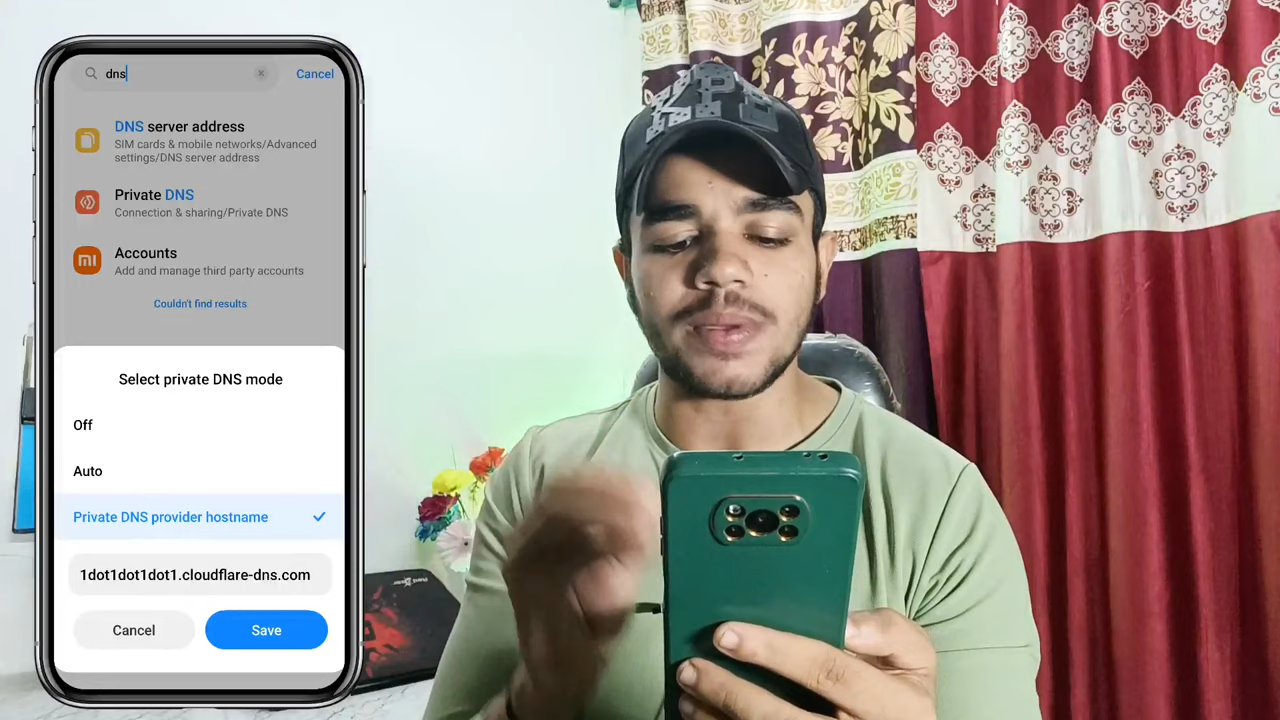 dns
Cancel
DNS server address
SIM cards & mobile networks/Advanced
settings/DNS server address
Private DNS
Connection & sharing/Private DNS
mi
Accounts
Add and manage third party accounts
Couldn't find results
Select private DNS mode
Off
Auto
Private DNS provider hostname
1dot1dot1dot1.cloudflare-dns.com
Cancel
Save